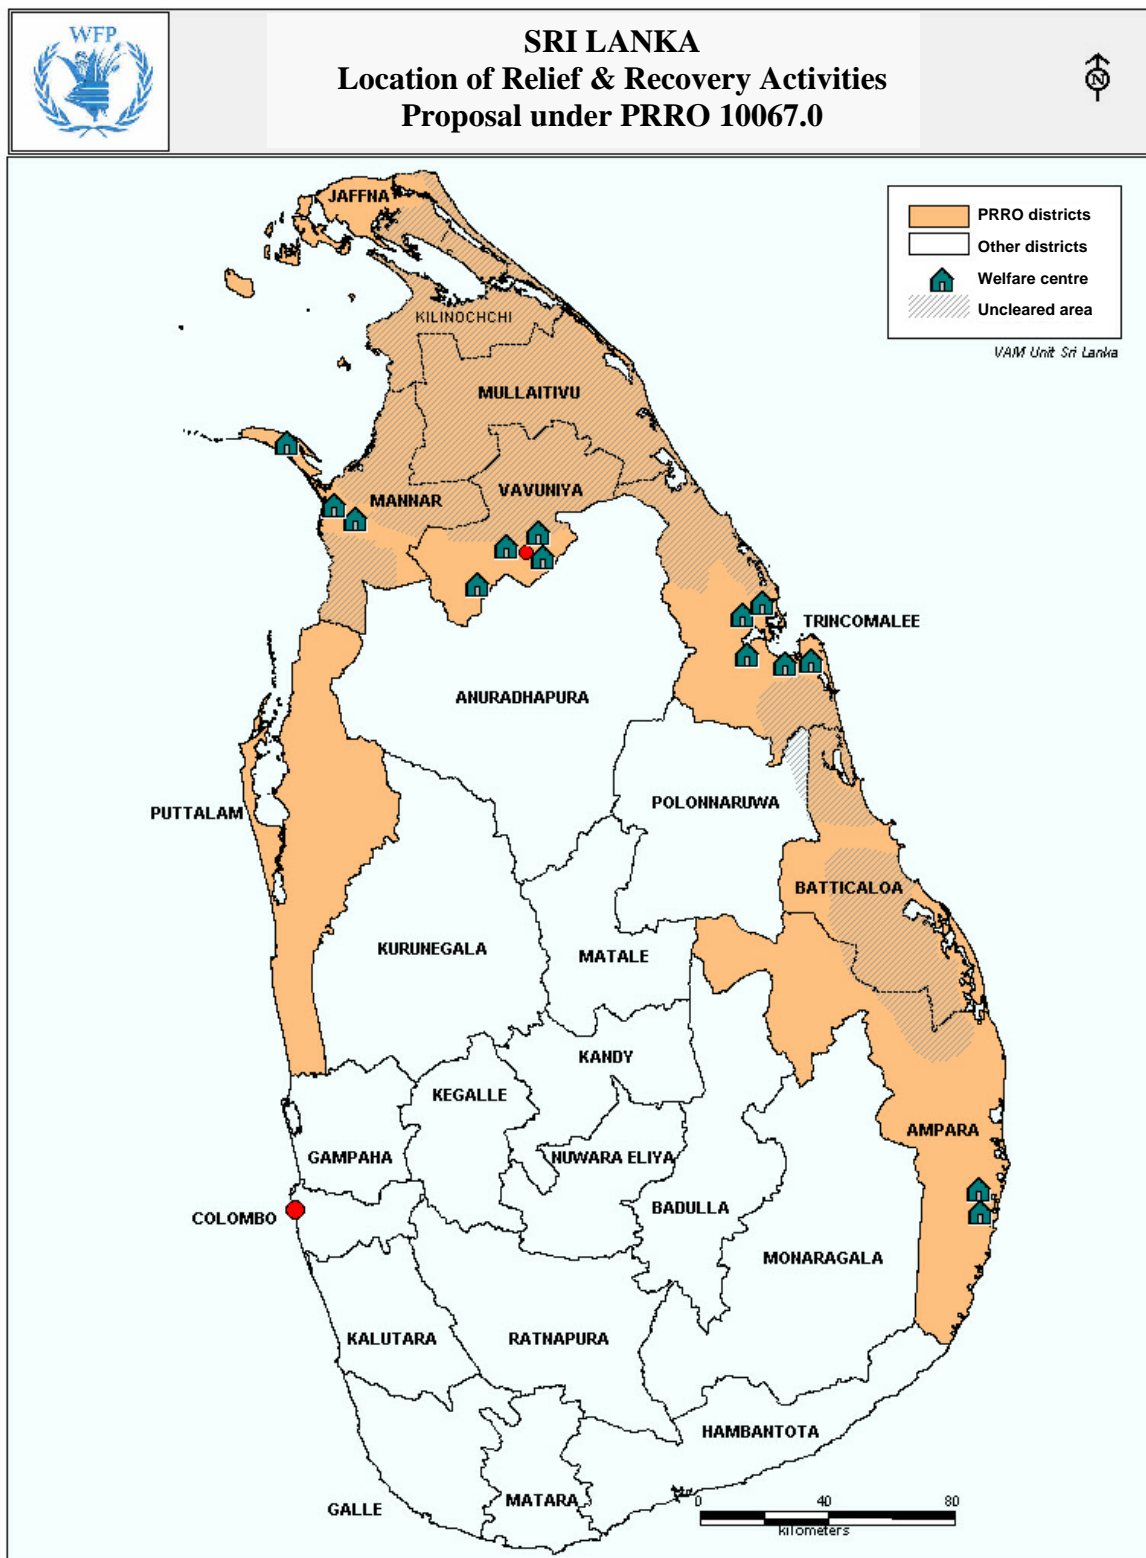 WFP
SRI LANKA
Location of Relief & Recovery Activities
Proposal under PRRO 10067.0
N
PRRO districts
Other districts
Welfare centre
Uncleared area
VAM Unit Sri Lanka
JAFFNA
KILINOCHCHI
MULLAITIVU
VAVUNIYA
MANNAR
TRINCOMALEE
ANURADHAPURA
POLONNARUWA
PUTTALAM
BATTICALOA
KURUNEGALA
MATALE
KANDY
KEGALLE
AMPARA
GAMPAHA
NUWARA ELIYA
BADULLA
COLOMBO
MONARAGALA
KALUTARA
RATNAPURA
HAMBANTOTA
GALLE
MATARA
0 40 80
kilometers